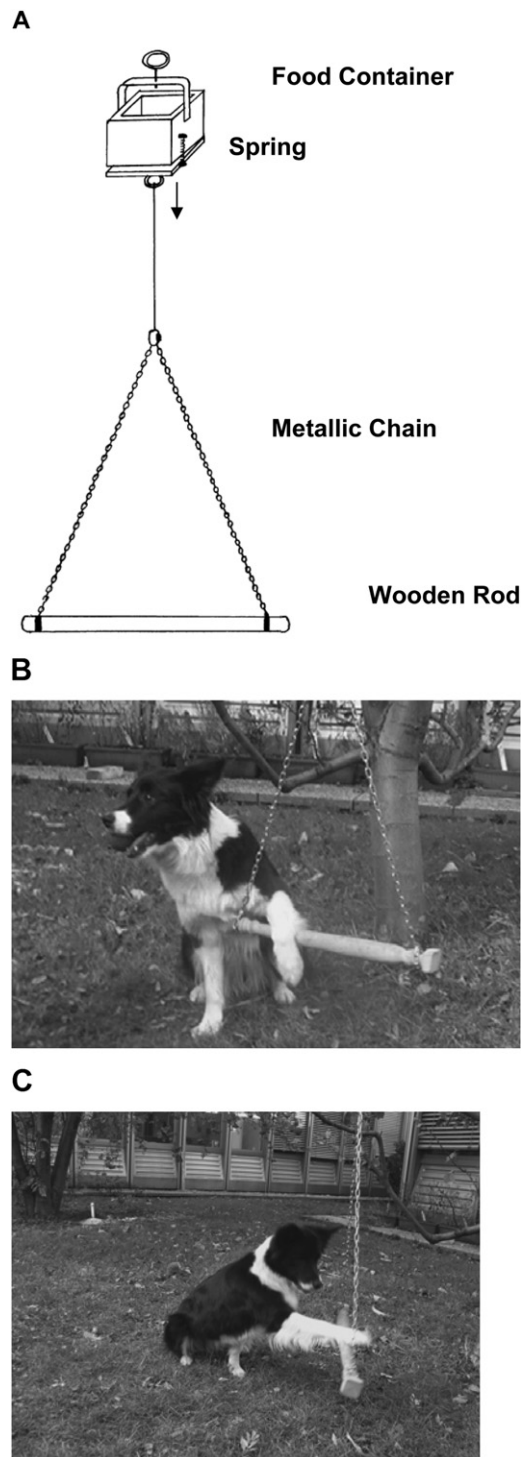 A
Food Container
Spring
Metallic Chain
Wooden Rod
B
C